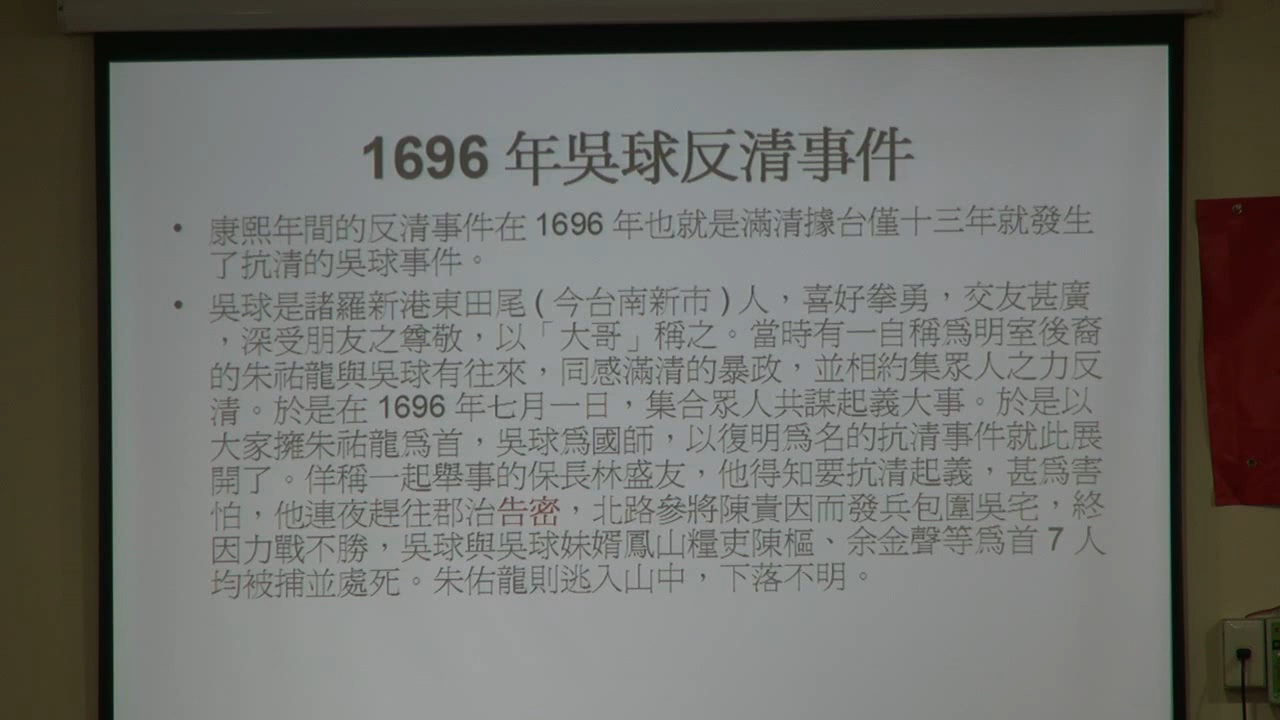 1696 年吳球反清事件
• 康熙年間的反清事件在 1696 年也就是滿清據台僅十三年就發生
了抗清的吳球事件。
• 吳球是諸羅新港東田尾 ( 今台南新市 ) 人，喜好拳勇，交友甚廣
，深受朋友之尊敬，以「大哥」稱之。當時有一自稱為明室後裔
的朱祐龍與吳球有往來，同感滿清的暴政，並相約集眾人之力反
清。於是在 1696 年七月一日，集合眾人共謀起義大事。於是以
大家擁朱祐龍為首，吳球為國師，以復明為名的抗清事件就此展
開了。佯稱一起舉事的保長林盛友，他得知要抗清起義，甚為害
怕，他連夜趕往郡治告密，北路參將陳貴因而發兵包圍吳宅，終
因力戰不勝，吳球與吳球妹婿鳳山糧吏陳樞、余金聲等為首 7 人
均被捕並處死。朱佑龍則逃入山中，下落不明。